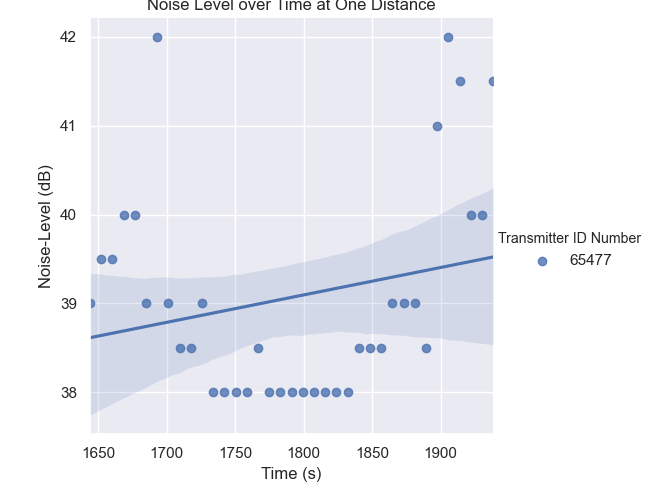 Noise Level over Time at One Distance
42
41
40
39
38
Noise-Level (dB)
1650 1700 1750 1800 1850 1900
Time (s)
Transmitter ID Number
65477